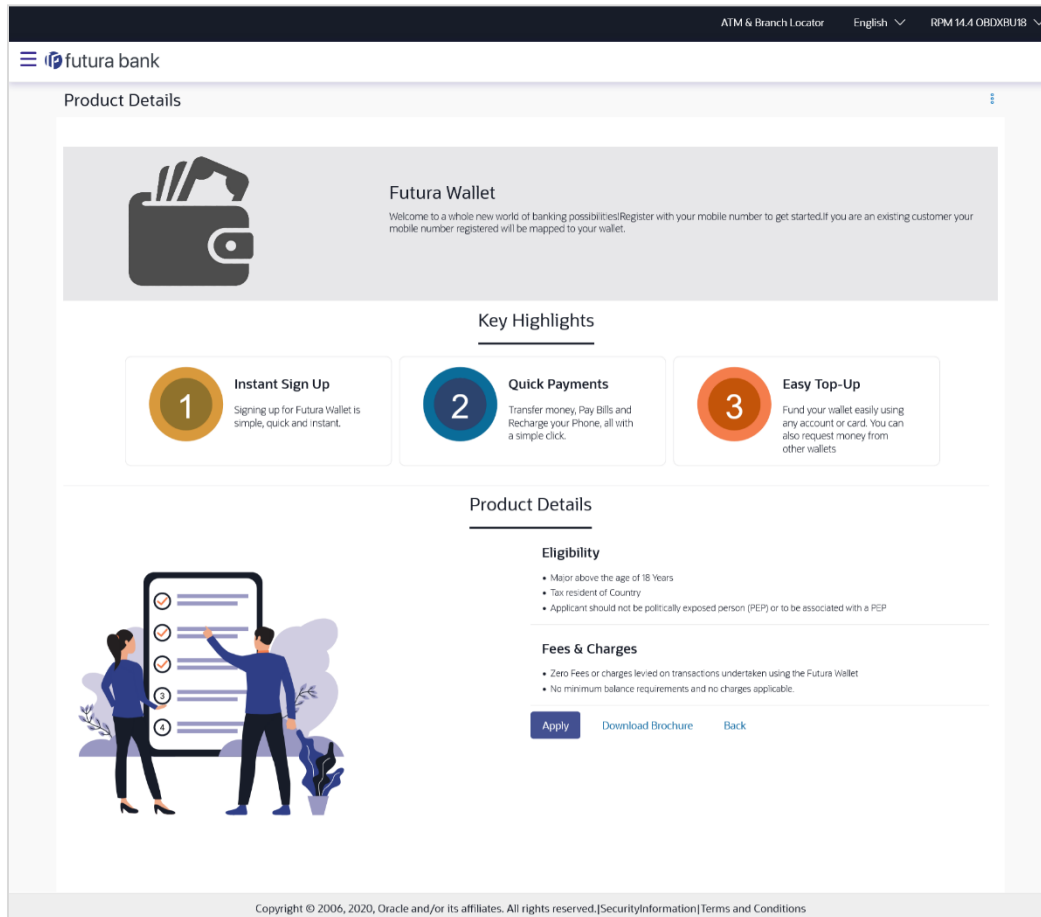 ATM & Branch Locator English RPM 14.4 OBDXBU18
futura bank
Product Details
Futura Wallet
Welcome to a whole new world of banking possibilities!Register with your mobile number to get started.If you are an existing customer your
mobile number registered will be mapped to your wallet.
Key Highlights
1
Instant Sign Up
Signing up for Futura Wallet is
simple, quick and instant.
2
Quick Payments
Transfer money, Pay Bills and
Recharge your Phone, all with
a simple click.
3
Easy Top-Up
Fund your wallet easily using
any account or card. You can
also request money from
other wallets
Product Details
3
4
Eligibility
• Major above the age of 18 Years
• Tax resident of Country
• Applicant should not be politically exposed person (PEP) or to be associated with a PEP
Fees & Charges
• Zero Fees or charges levied on transactions undertaken using the Futura Wallet
• No minimum balance requirements and no charges applicable.
Apply Download Brochure Back
Copyright © 2006, 2020, Oracle and/or its affiliates. All rights reserved.|SecurityInformation|Terms and Conditions